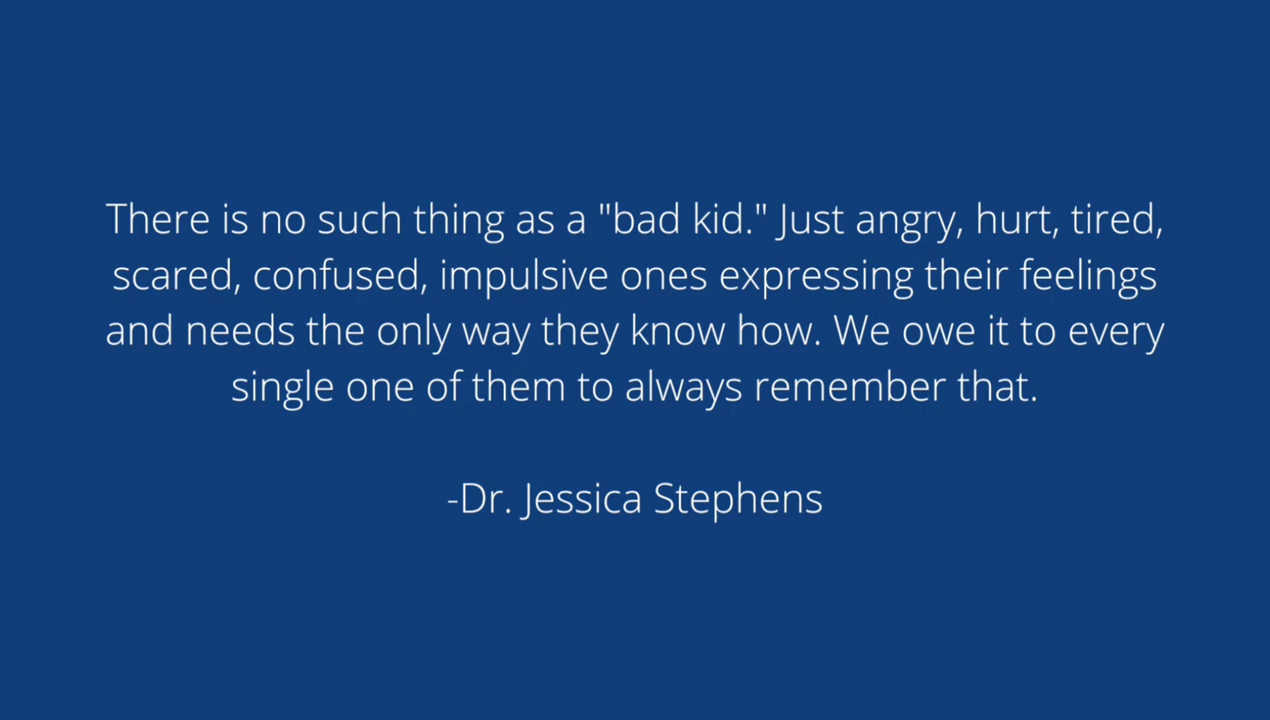 There is no such thing as a "bad kid." Just angry, hurt, tired,
scared, confused, impulsive ones expressing their feelings
and needs the only way they know how. We owe it to every
single one of them to always remember that.
-Dr. Jessica Stephens